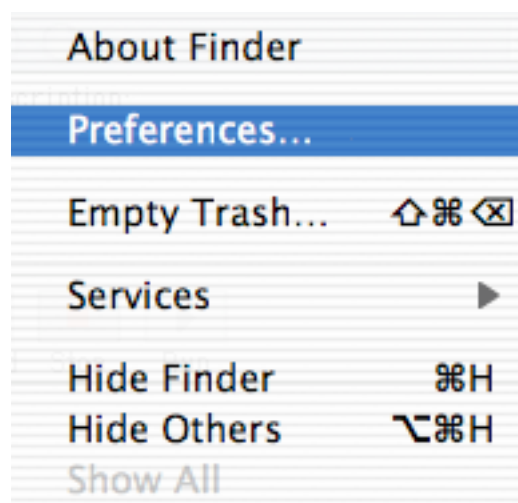 About Finder
Preferences...
Empty Trash... ⇧⌘⌫
Services ▶
Hide Finder ⌘H
Hide Others ⌥⌘H
Show All